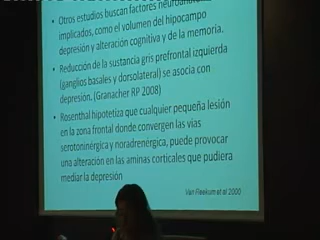 • Otros estudios buscan factores
implicados, como el volumen del hipocampo
depresión y alteración cognitiva y de la memoria.
• Reducción de la sustancia gris prefrontal izquierda
(ganglios basales y dorsolateral) se asocia con
depresión. (Granacher RP 2008)
• Rosenthal hipotetiza que cualquier pequeña lesión
en la zona frontal donde convergen las vías
serotoninérgica y noradrenérgica, puede provocar
una alteración en las aminas corticales que pudiera
mediar la depresión
Van Reekum et al 2000